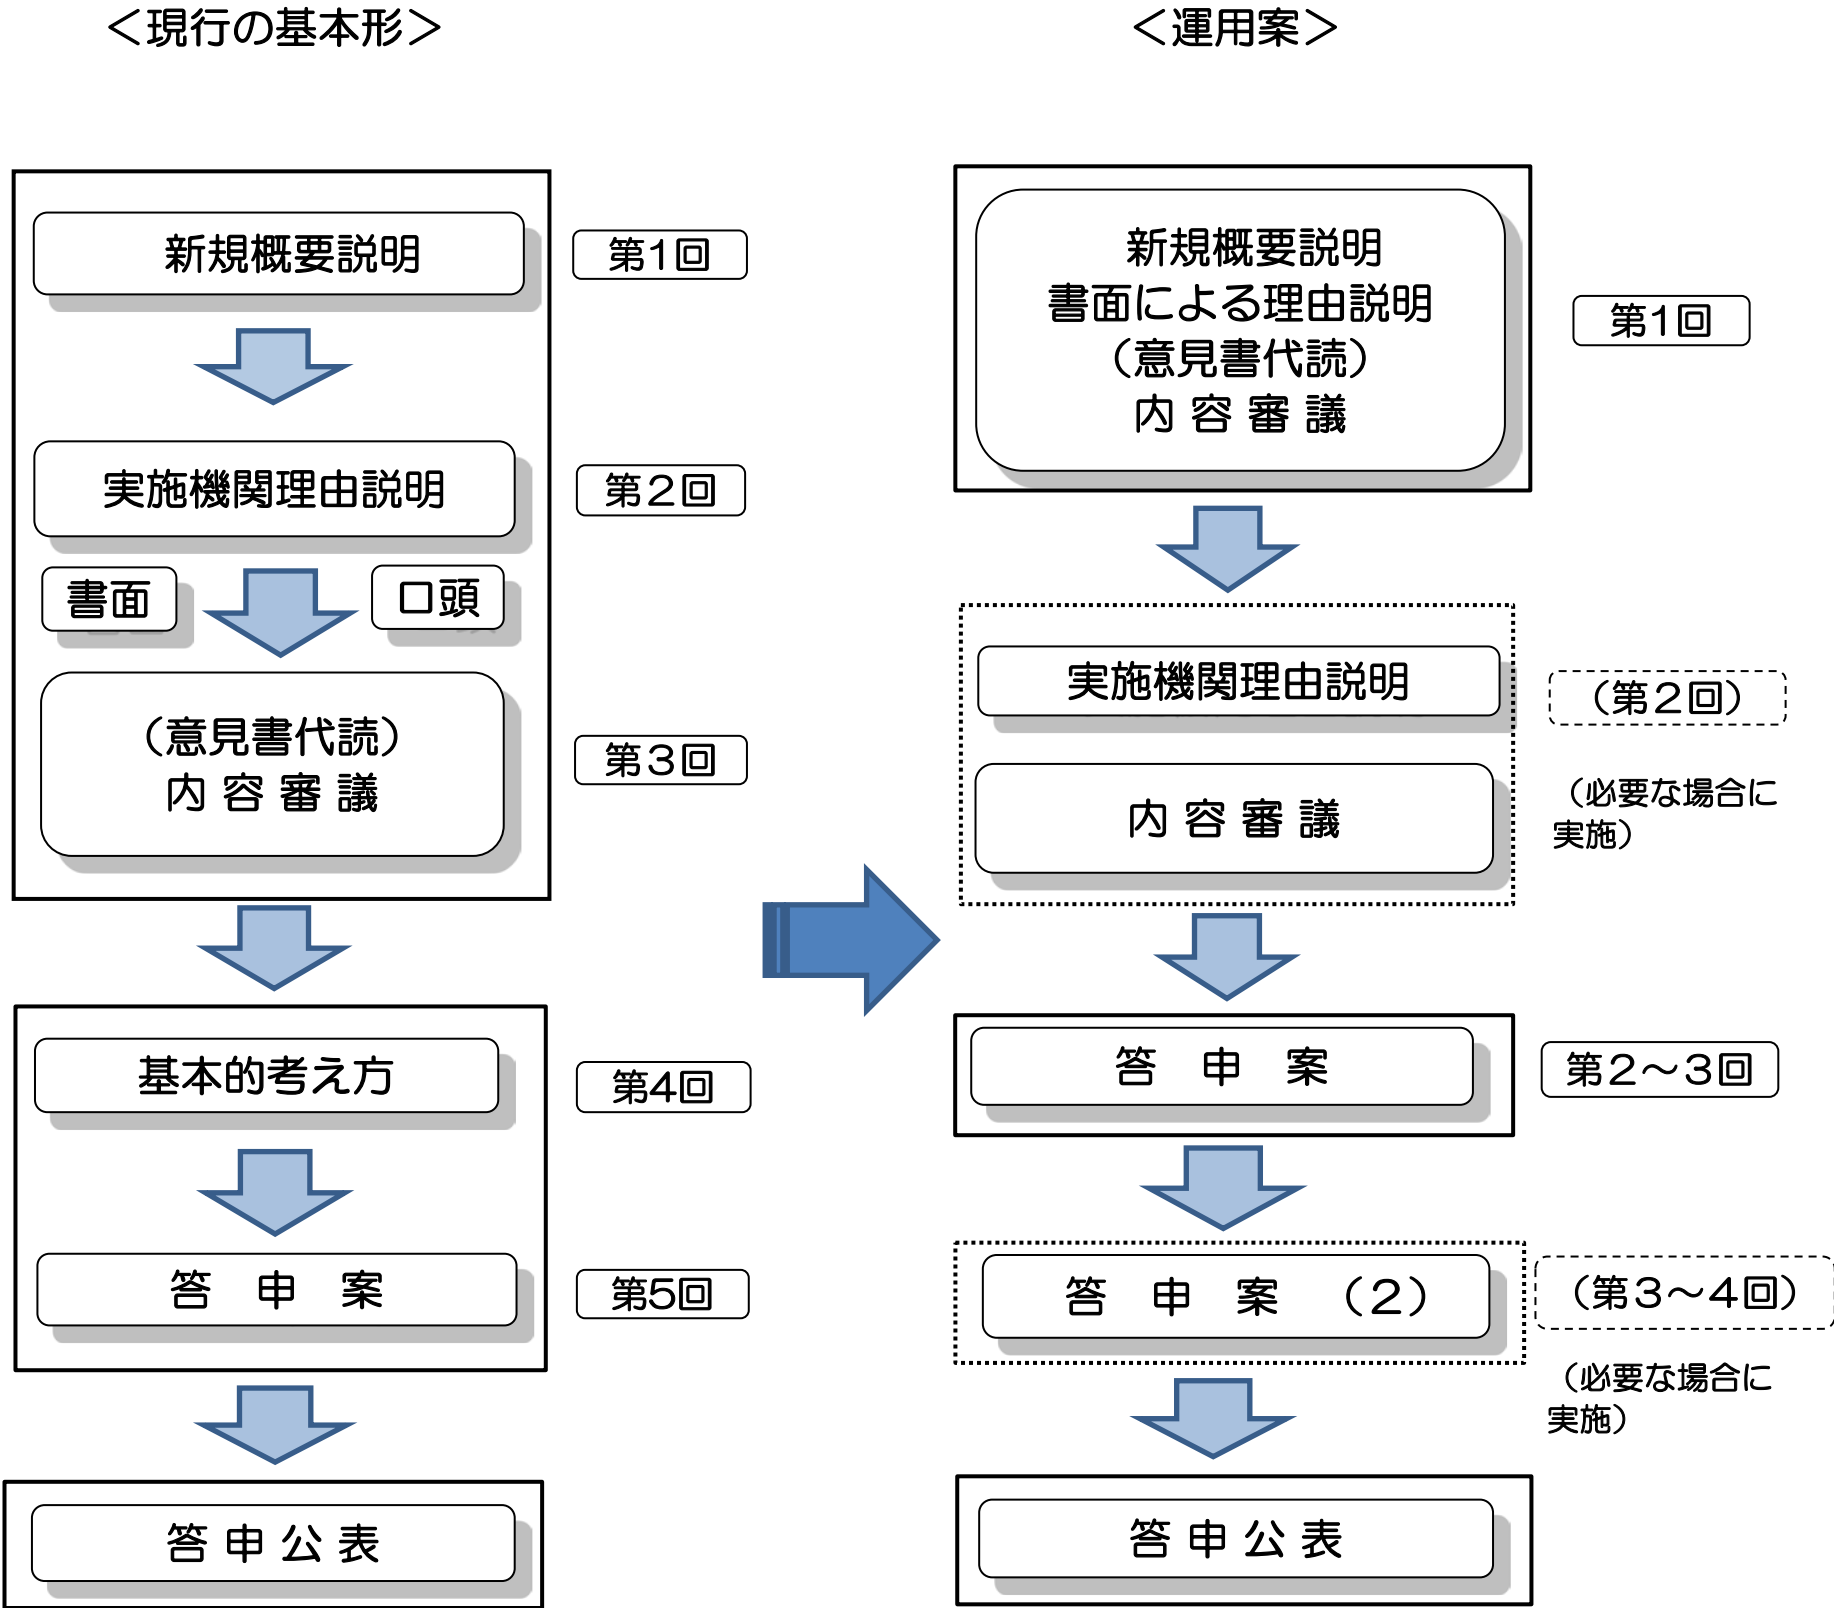 ＜現行の基本形＞
新規概要説明
第1回
実施機関理由説明
第２回
書面
口頭
（意見書代読）
内 容 審 議
第３回
基本的考え方
第4回
答　申　案
第5回
答 申 公 表
＜運用案＞
新規概要説明
書面による理由説明
（意見書代読）
内 容 審 議
第１回
実施機関理由説明
（第２回）
内 容 審 議
（必要な場合に
実施）
答　申　案
第２～３回
答　申　案　（２）
（第３～４回）
（必要な場合に
実施）
答 申 公 表